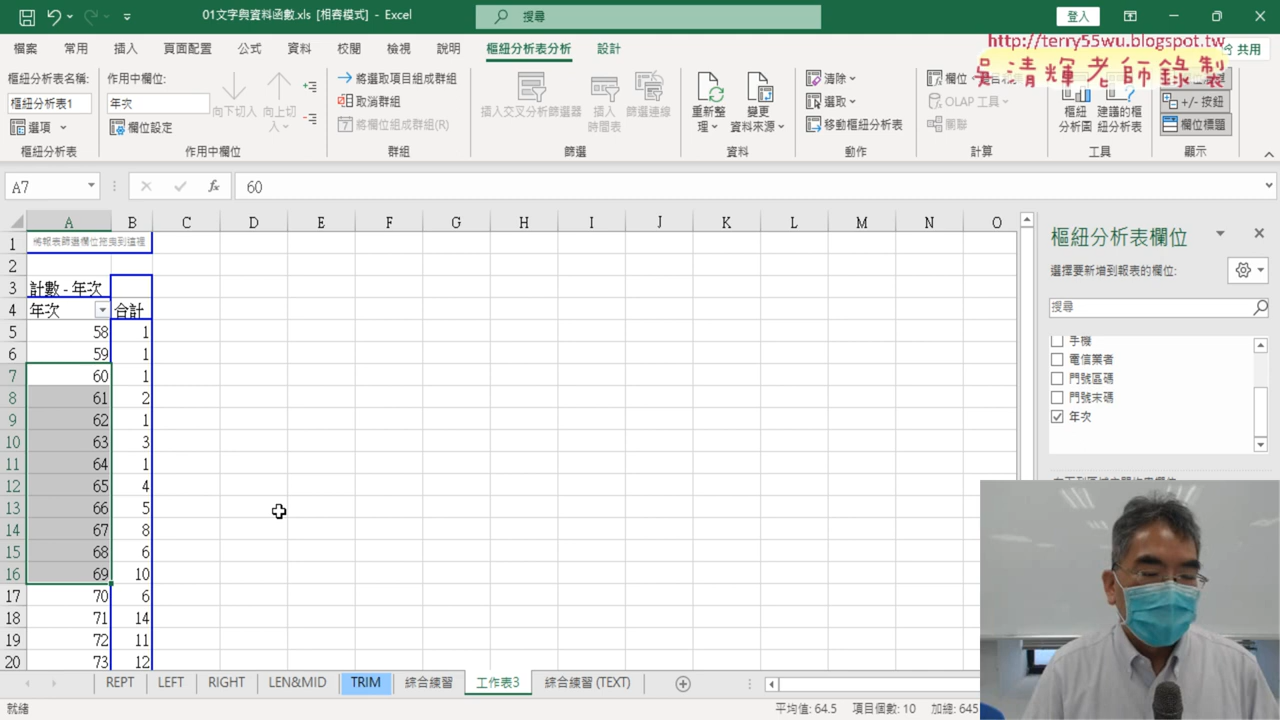 01文字與資料函數.xls [相容模式] - Excel
搜尋
登入
http://terry55wu.blogspot.tw
吳清輝老師錄製
檔案 常用 插入 頁面配置 公式 資料 校閱 檢視 說明 樞紐分析表分析 設計
共用
樞紐分析表名稱:
樞紐分析表1
選項
樞紐分析表
作用中欄位:
年次
欄位設定
向下切入
向上切入
作用中欄位
將選取項目組成群組
取消群組
將欄位組成群組(R)
群組
插入交叉分析篩選器
插入時間表
篩選連線
篩選
重新整理
變更資料來源
資料
清除
選取
移動樞紐分析表
動作
OLAP 工具
關聯
計算
樞紐分析圖
建議的樞紐分析表
工具
+/- 按鈕
欄位標題
顯示
A7
fx
60
A B C D E F G H I J K L M N O
1 將報表篩選欄位拖曳到這裡
2
3 計數 - 年次
4 年次 合計
5 58 1
6 59 1
7 60 1
8 61 2
9 62 1
10 63 3
11 64 1
12 65 4
13 66 5
14 67 8
15 68 6
16 69 10
17 70 6
18 71 14
19 72 11
20 73 12
樞紐分析表欄位
選擇要新增到報表的欄位:
搜尋
手機
電信業者
門號區碼
門號末碼
年次
REPT LEFT RIGHT LEN&MID TRIM 綜合練習 工作表3 綜合練習 (TEXT)
就緒
平均值: 64.5 項目個數: 10 加總: 645